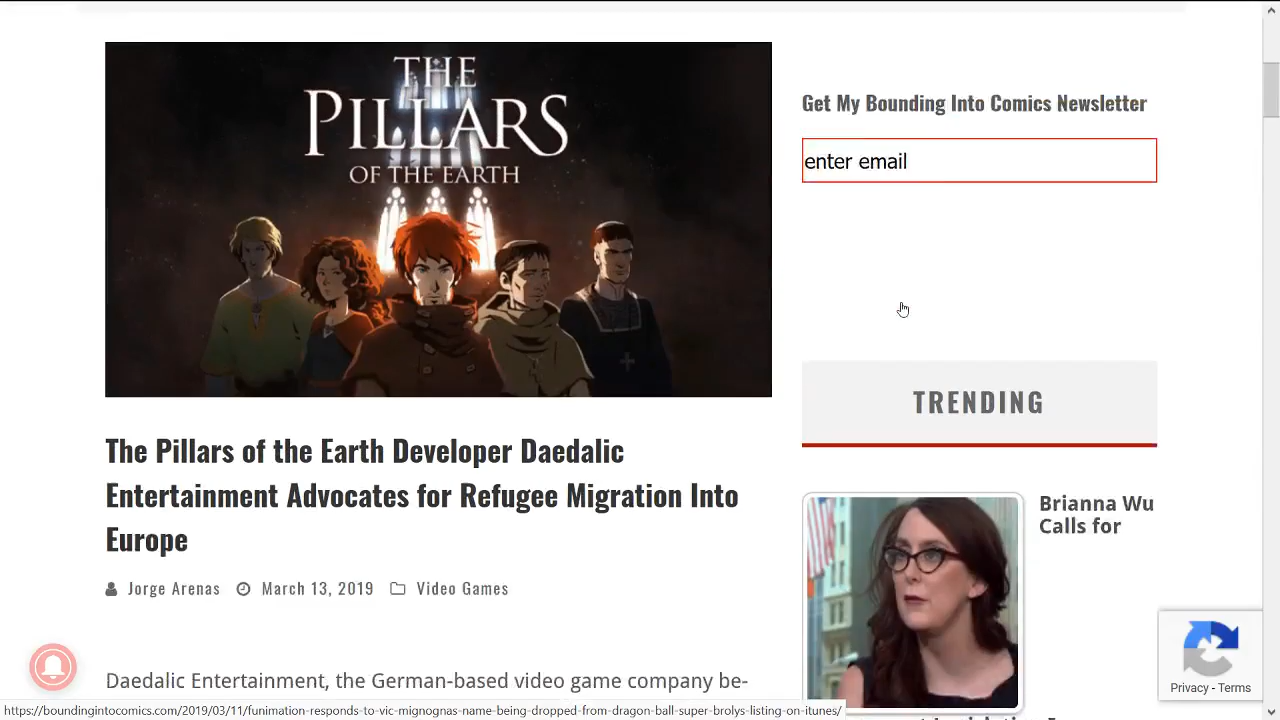 THE
PILLARS
OF THE EARTH
Get My Bounding Into Comics Newsletter
enter email
TRENDING
The Pillars of the Earth Developer Daedalic
Entertainment Advocates for Refugee Migration Into
Europe
Jorge Arenas March 13, 2019 Video Games
Brianna Wu
Calls for
Daedalic Entertainment, the German-based video game company be-
Privacy - Terms
https://boundingintocomics.com/2019/03/11/funimation-responds-to-vic-mignognas-name-being-dropped-from-dragon-ball-super-brolys-listing-on-itunes/